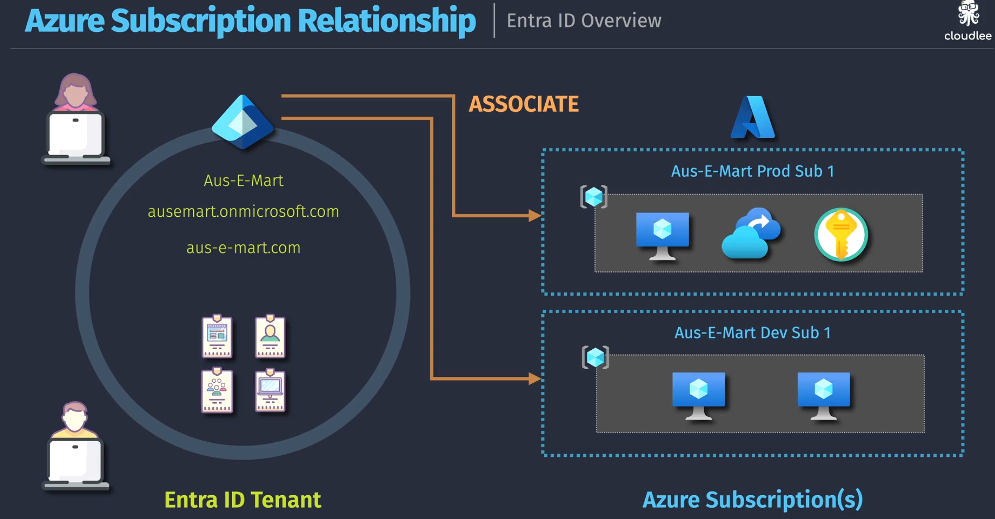 Azure Subscription Relationship
Entra ID Overview
cloudlee
ASSOCIATE
Aus-E-Mart
ausemart.onmicrosoft.com
aus-e-mart.com
Aus-E-Mart Prod Sub 1
Aus-E-Mart Dev Sub 1
Entra ID Tenant
Azure Subscription(s)